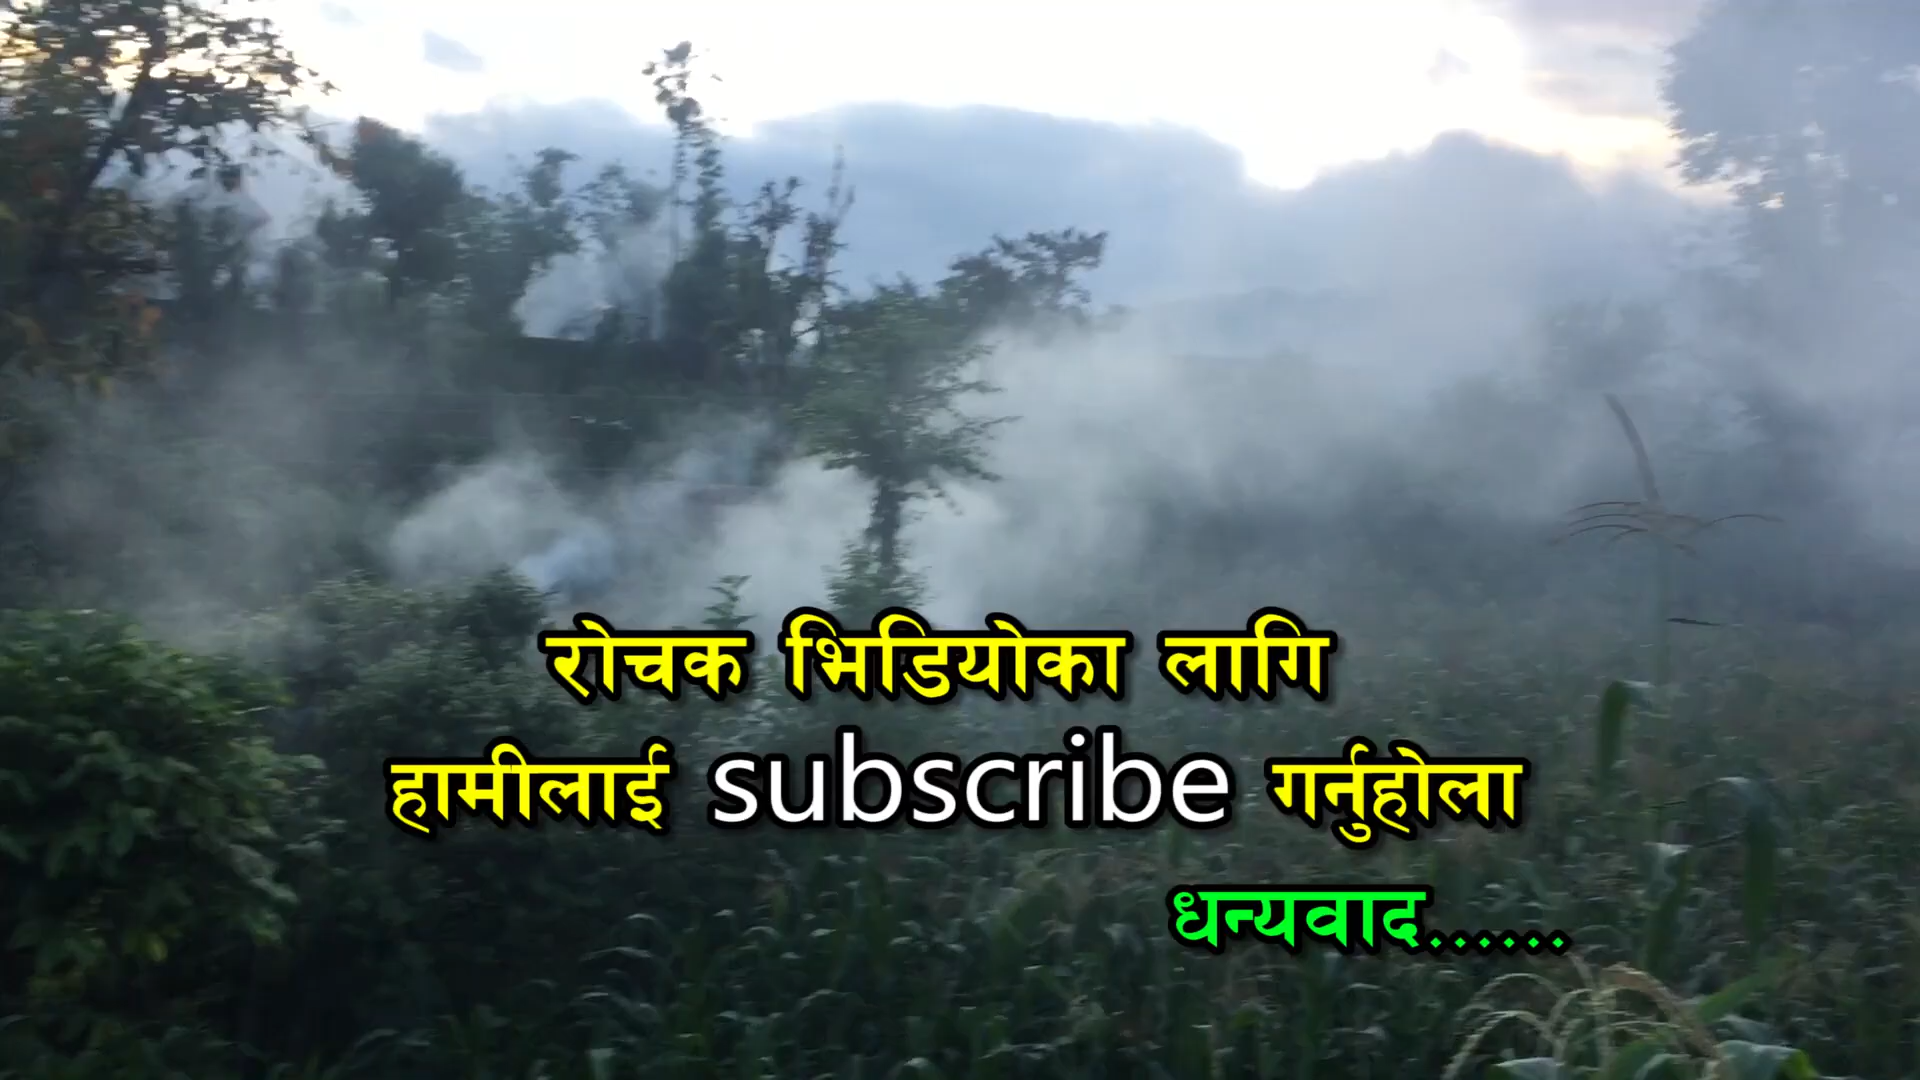 रोचक भिडियोका लागि
हामीलाई subscribe गर्नुहोला
धन्यवाद......